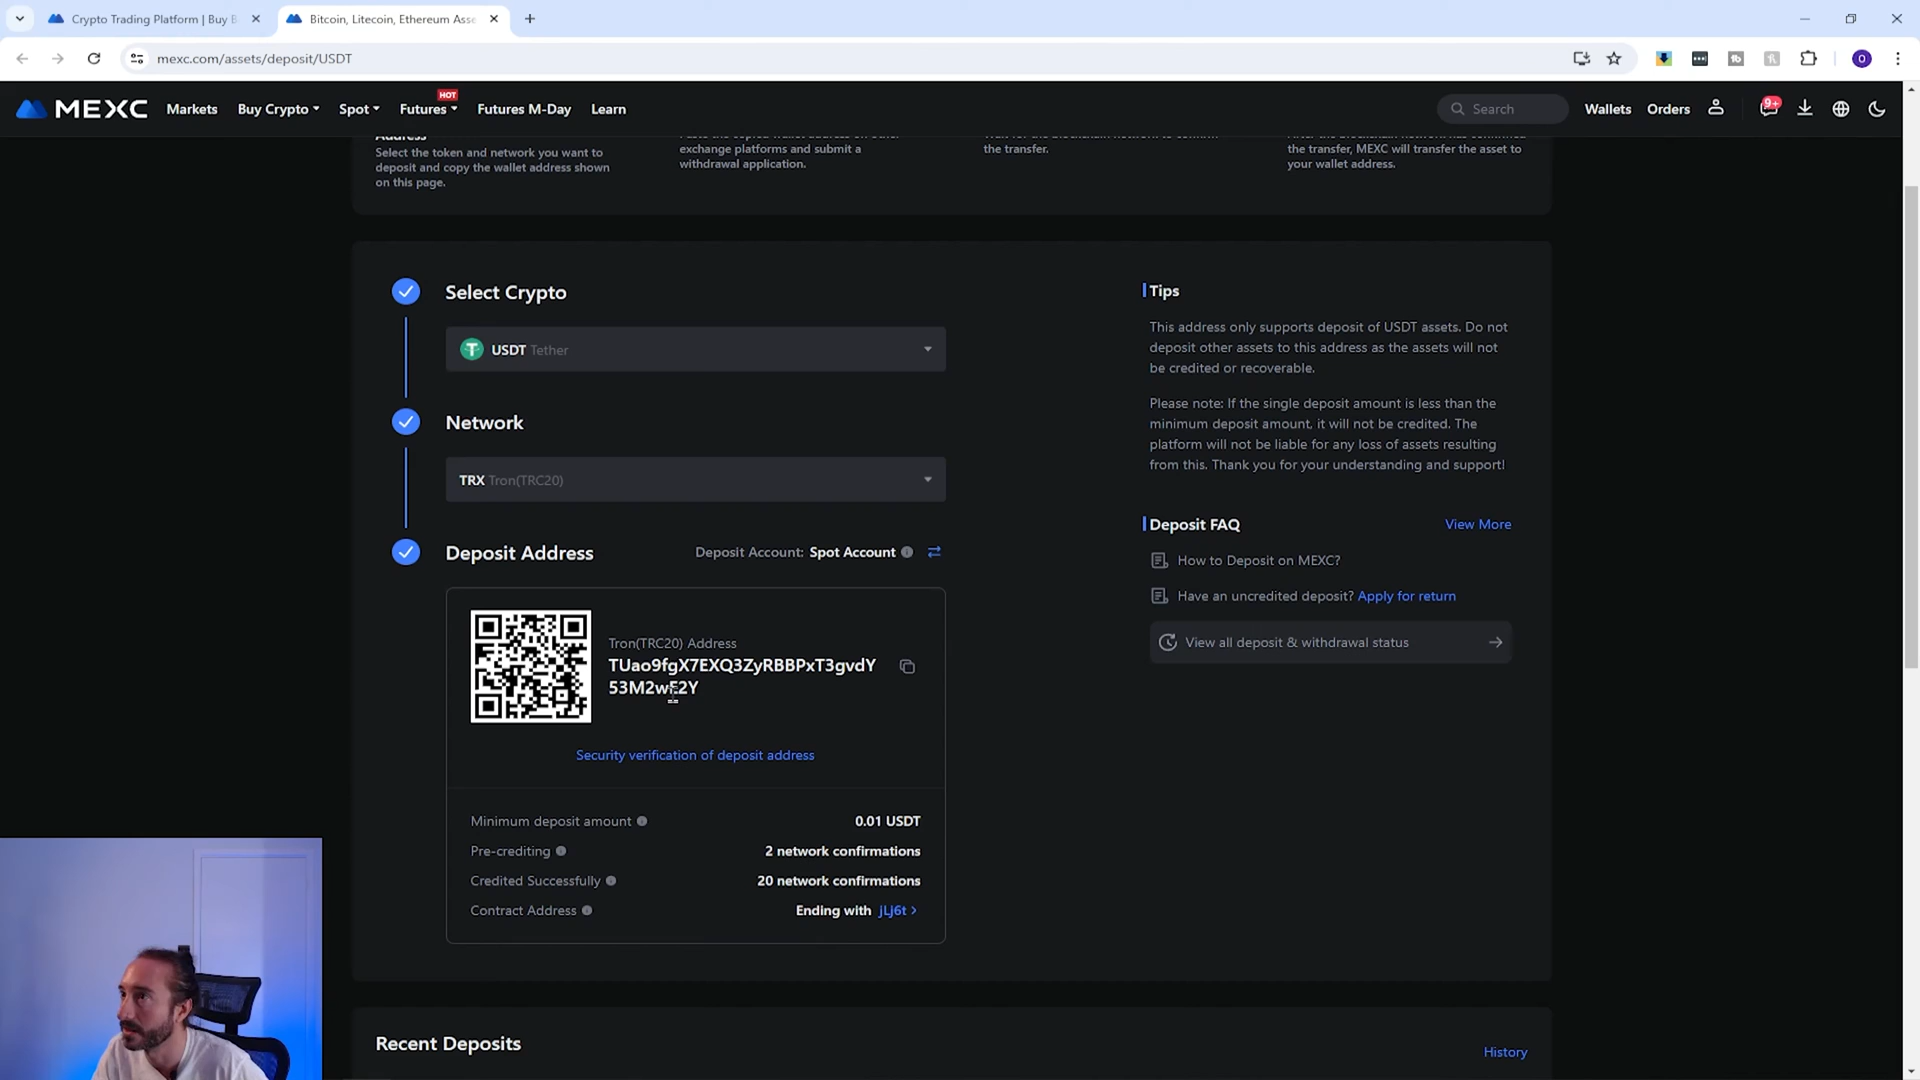 Crypto Trading Platform | Buy B
Bitcoin, Litecoin, Ethereum Asse
mexc.com/assets/deposit/USDT
O
MEXC
Markets
Buy Crypto
Spot
Futures
HOT
Futures M-Day
Learn
Search
Wallets
Orders
9+
Address
Select the token and network you want to
deposit and copy the wallet address shown
on this page.
exchange platforms and submit a
withdrawal application.
the transfer.
the transfer, MEXC will transfer the asset to
your wallet address.
Select Crypto
USDT Tether
Network
TRX Tron(TRC20)
Deposit Address
Deposit Account: Spot Account
Tron(TRC20) Address
TUao9fgX7EXQ3ZyRBBPxT3gvdY
Security verification of deposit address
Minimum deposit amount
0.01 USDT
Pre-crediting
2 network confirmations
Credited Successfully
20 network confirmations
Contract Address
Ending with jLj6t >
Tips
This address only supports deposit of USDT assets. Do not
deposit other assets to this address as the assets will not
be credited or recoverable.
Please note: If the single deposit amount is less than the
minimum deposit amount, it will not be credited. The
platform will not be liable for any loss of assets resulting
from this. Thank you for your understanding and support!
Deposit FAQ
View More
How to Deposit on MEXC?
Have an uncredited deposit? Apply for return
View all deposit & withdrawal status
Recent Deposits
History